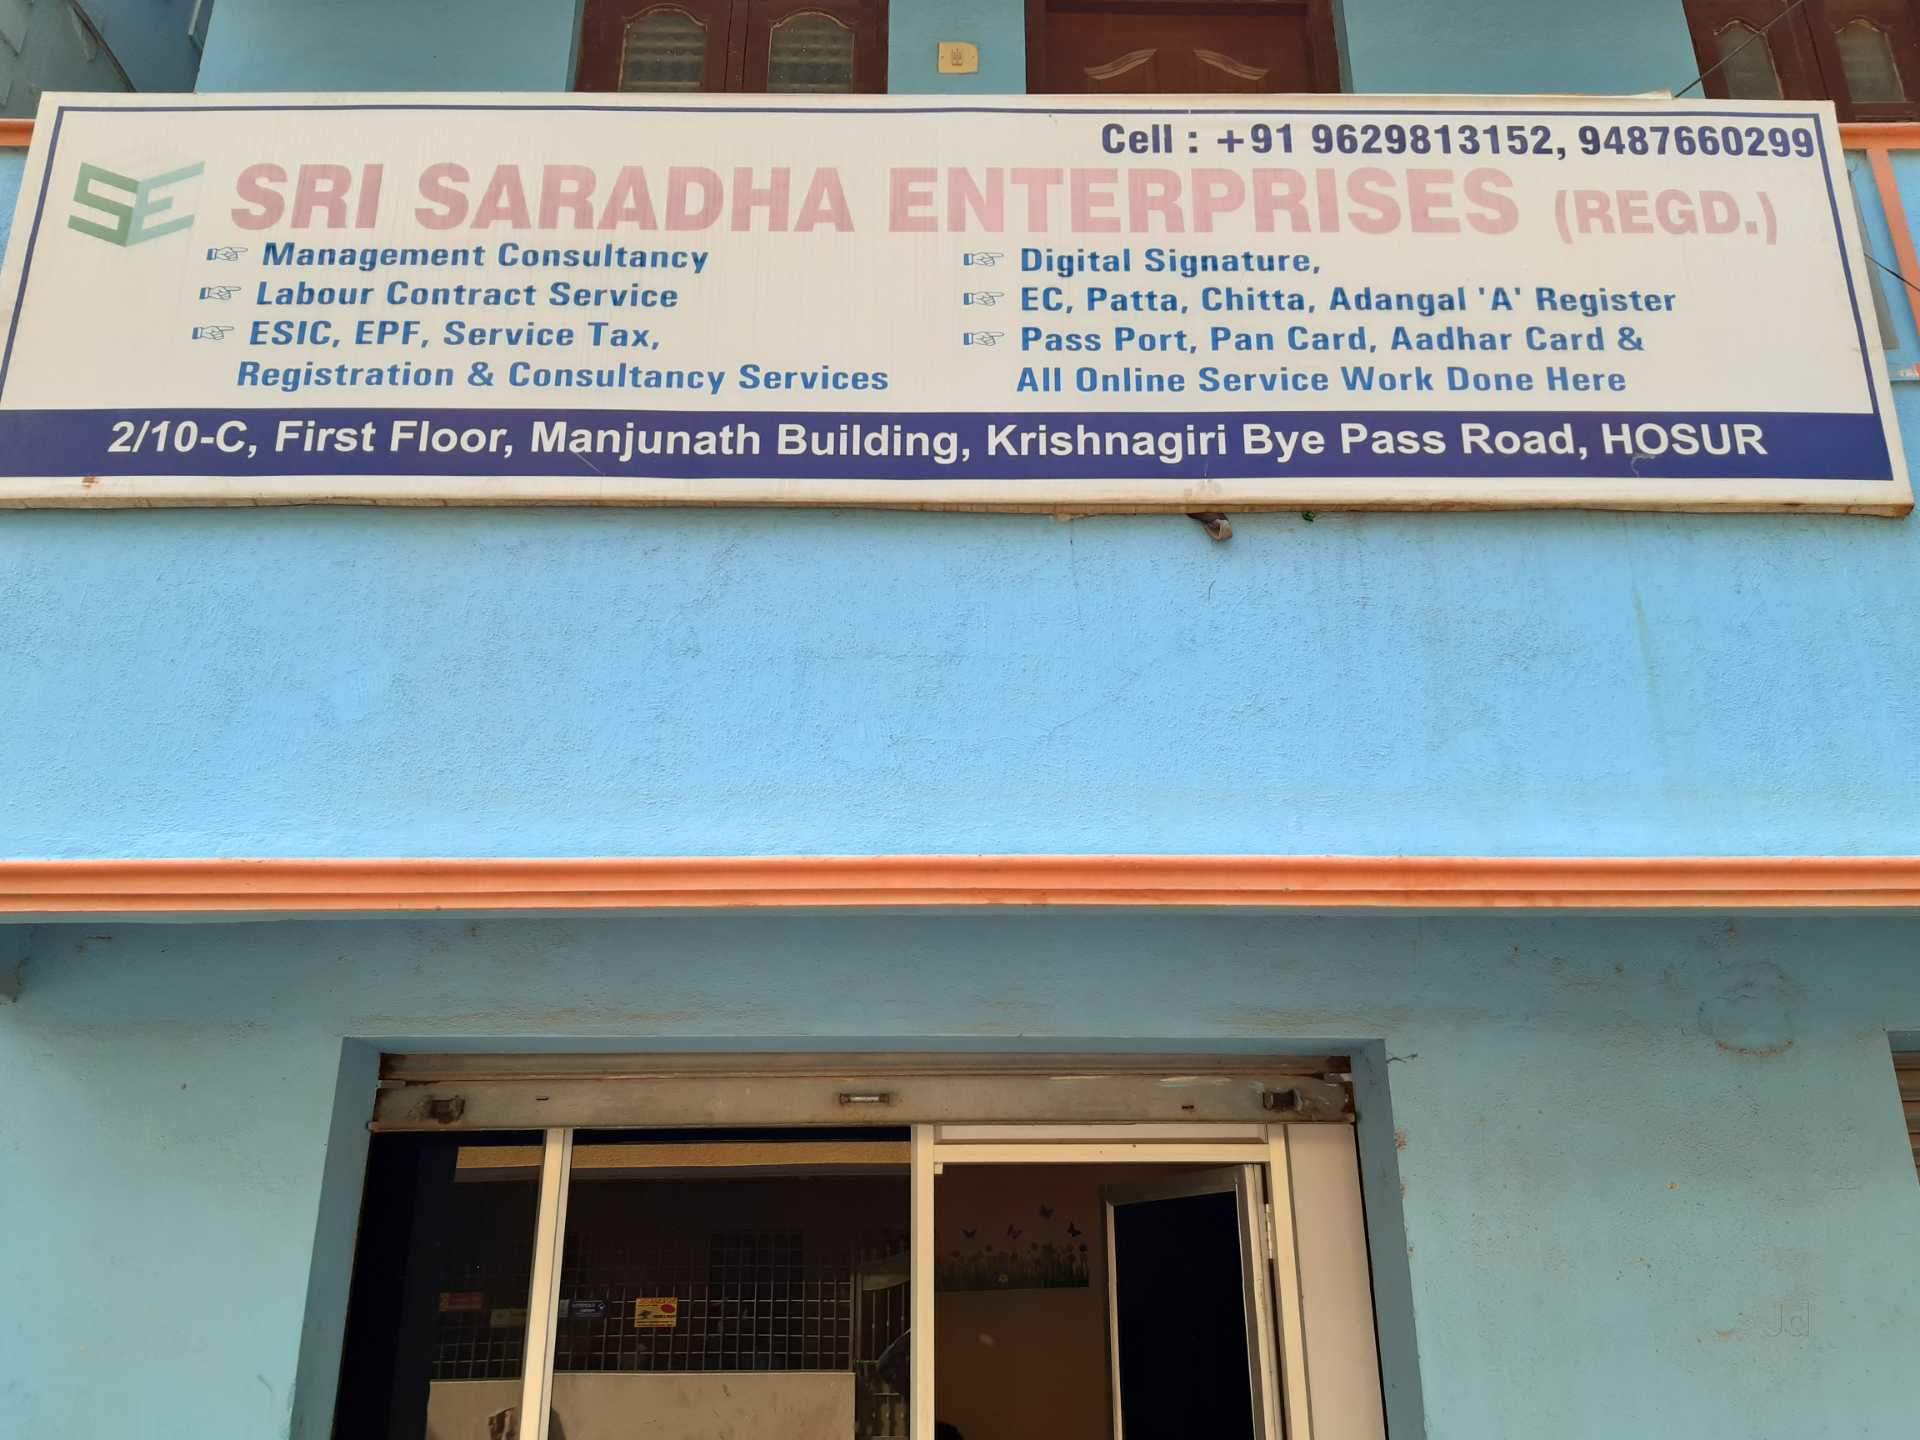 Cell : +91 9629813152, 9487660299
SE SRI SARADHA ENTERPRISES (REGD.)
Management Consultancy
Labour Contract Service
ESIC, EPF, Service Tax,
Registration & Consultancy Services
Digital Signature,
EC, Patta, Chitta, Adangal 'A' Register
Pass Port, Pan Card, Aadhar Card &
All Online Service Work Done Here
2/10-C, First Floor, Manjunath Building, Krishnagiri Bye Pass Road, HOSUR
Jd